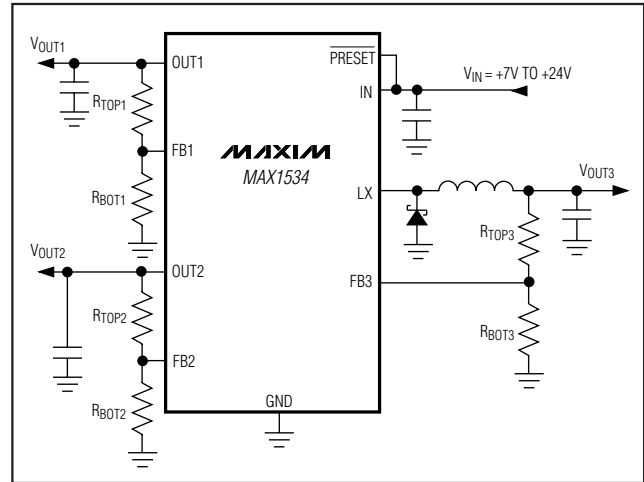 VOUT1
OUT1
RTOP1
FB1
RBOT1
VOUT2
OUT2
RTOP2
FB2
RBOT2
MAXIM
MAX1534
GND
PRESET
IN
VIN = +7V TO +24V
LX
VOUT3
RTOP3
FB3
RBOT3